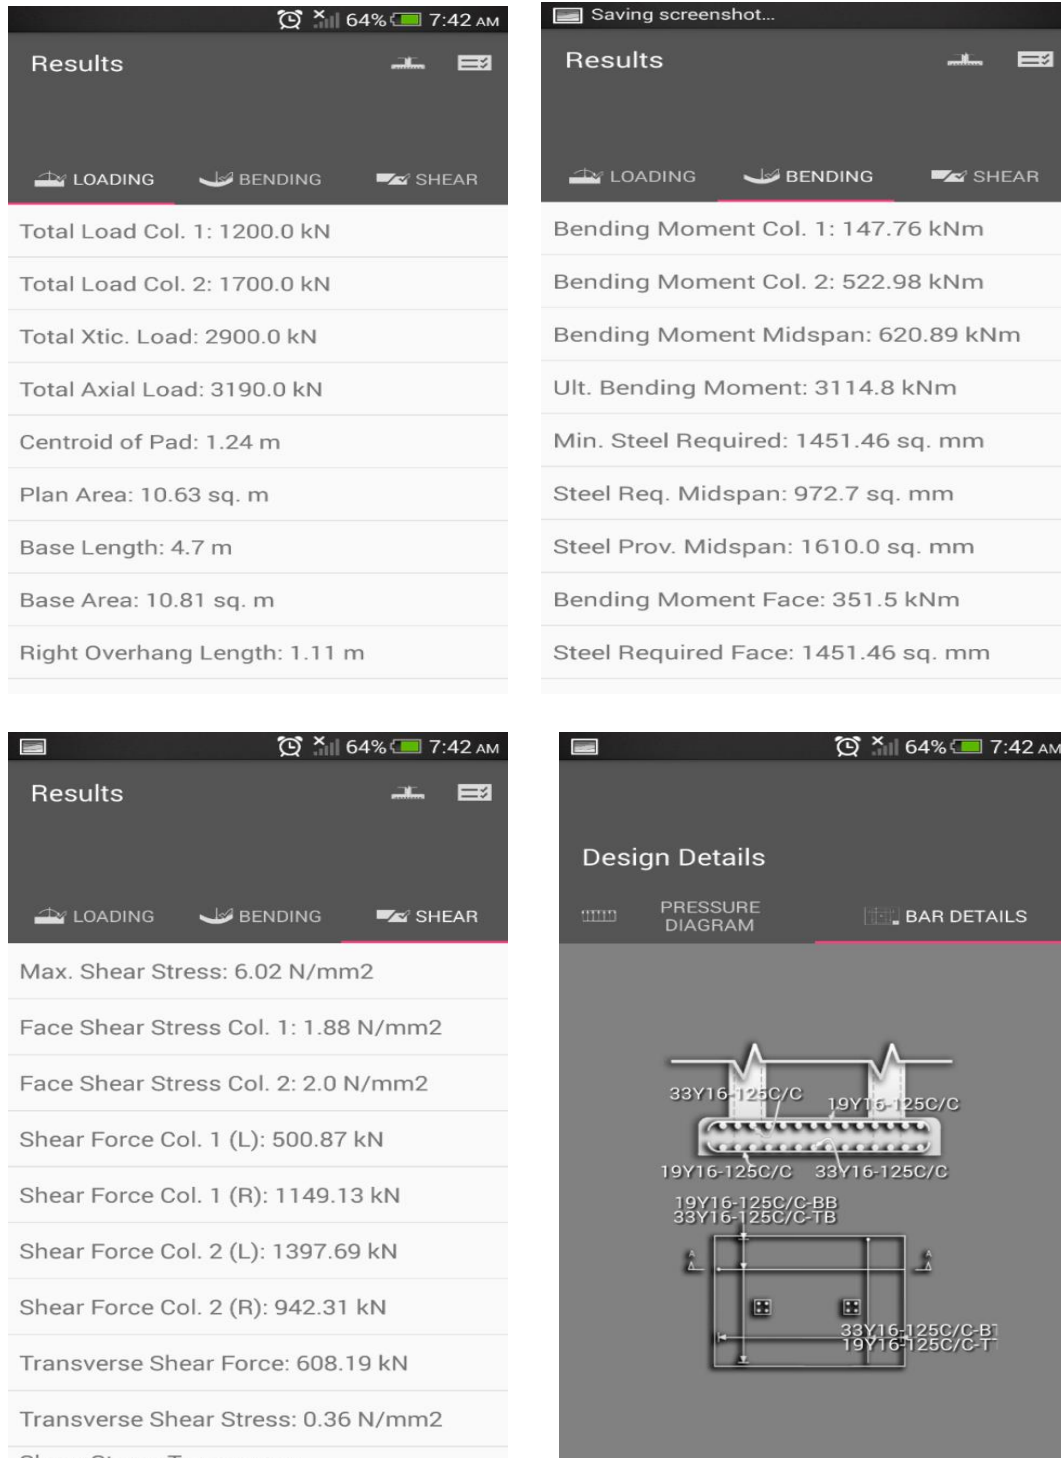 64% 7:42 AM
Results
LOADING BENDING SHEAR
Total Load Col. 1: 1200.0 kN
Total Load Col. 2: 1700.0 kN
Total Xtic. Load: 2900.0 kN
Total Axial Load: 3190.0 kN
Centroid of Pad: 1.24 m
Plan Area: 10.63 sq. m
Base Length: 4.7 m
Base Area: 10.81 sq. m
Right Overhang Length: 1.11 m
Saving screenshot...
Results
LOADING BENDING SHEAR
Bending Moment Col. 1: 147.76 kNm
Bending Moment Col. 2: 522.98 kNm
Bending Moment Midspan: 620.89 kNm
Ult. Bending Moment: 3114.8 kNm
Min. Steel Required: 1451.46 sq. mm
Steel Req. Midspan: 972.7 sq. mm
Steel Prov. Midspan: 1610.0 sq. mm
Bending Moment Face: 351.5 kNm
Steel Required Face: 1451.46 sq. mm
64% 7:42 AM
Results
LOADING BENDING SHEAR
Max. Shear Stress: 6.02 N/mm2
Face Shear Stress Col. 1: 1.88 N/mm2
Face Shear Stress Col. 2: 2.0 N/mm2
Shear Force Col. 1 (L): 500.87 kN
Shear Force Col. 1 (R): 1149.13 kN
Shear Force Col. 2 (L): 1397.69 kN
Shear Force Col. 2 (R): 942.31 kN
Transverse Shear Force: 608.19 kN
Transverse Shear Stress: 0.36 N/mm2
64% 7:42 AM
Design Details
PRESSURE
DIAGRAM
BAR DETAILS
33Y16-125C/C
19Y16-125C/C
19Y16-125C/C 33Y16-125C/C
19Y16-125C/C-BB
33Y16-125C/C-TB
A A
33Y16-125C/C-BT
19Y16-125C/C-T